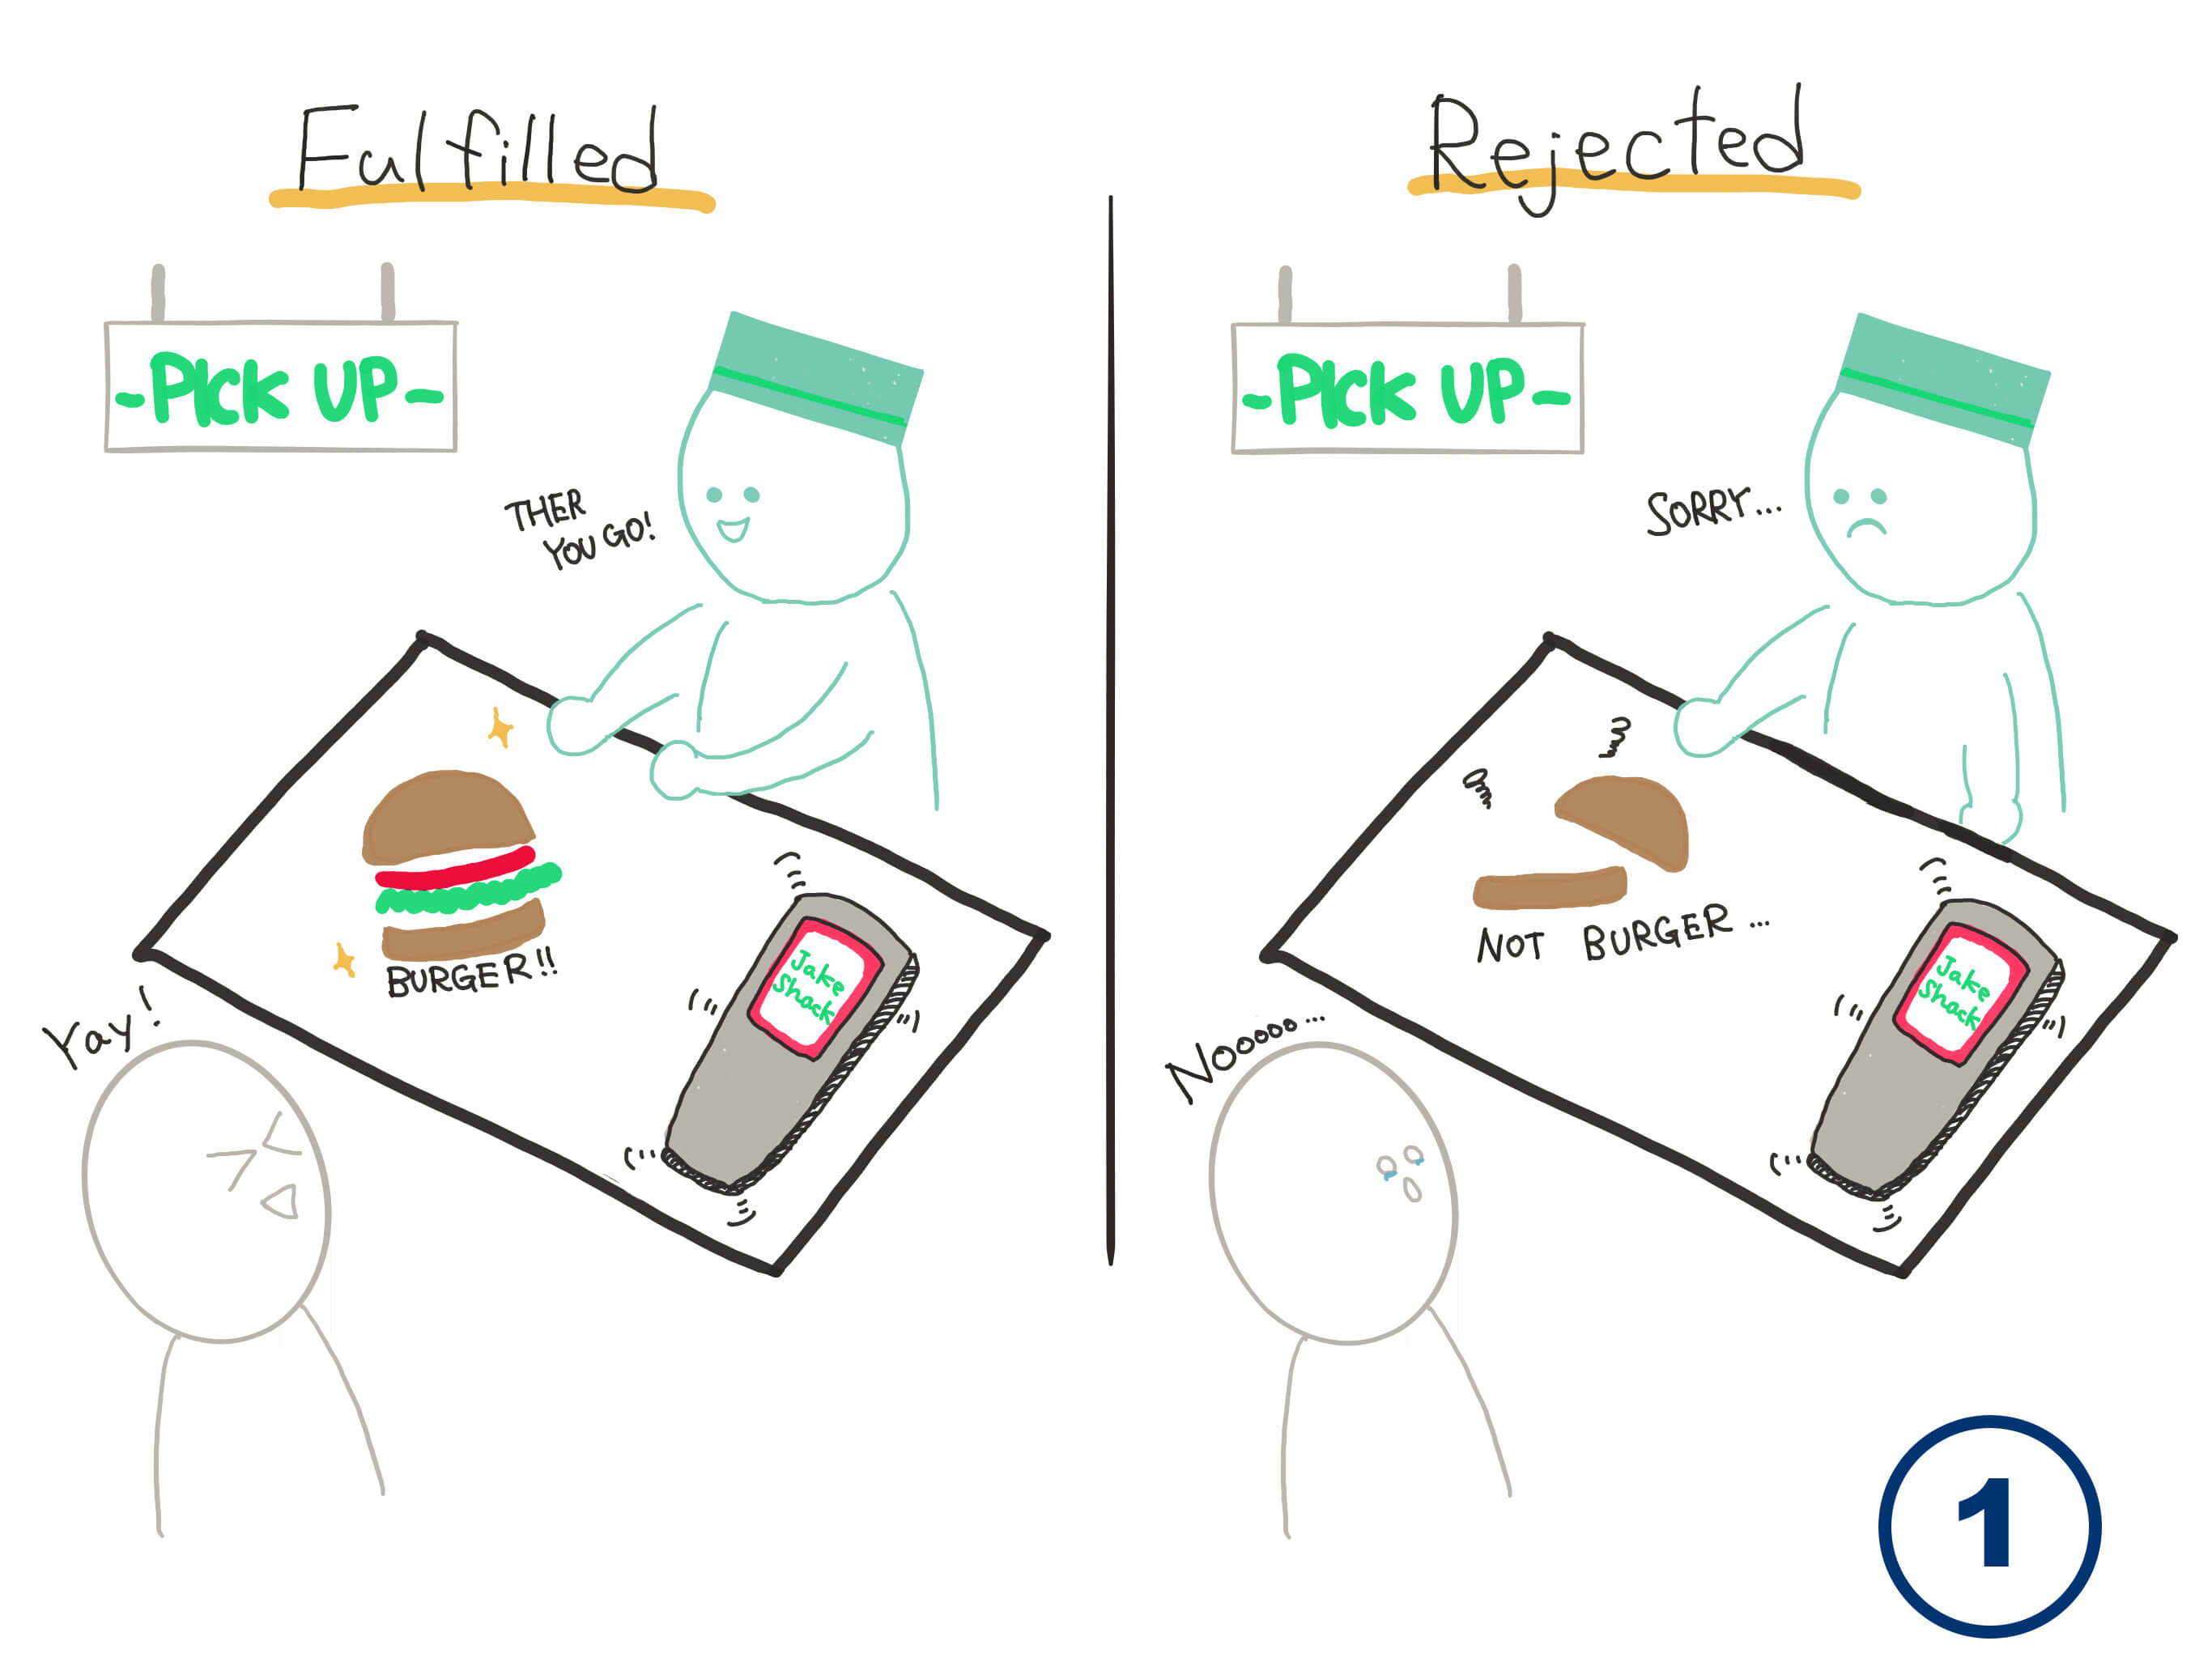 Fulfilled
-PICK UP-
THER
YOU GO!
BURGER!!
Jake
Shack
Yay!
Rejected
-PICK UP-
SORRY...
NOT BURGER...
Jake
Shack
Nooooo...
1